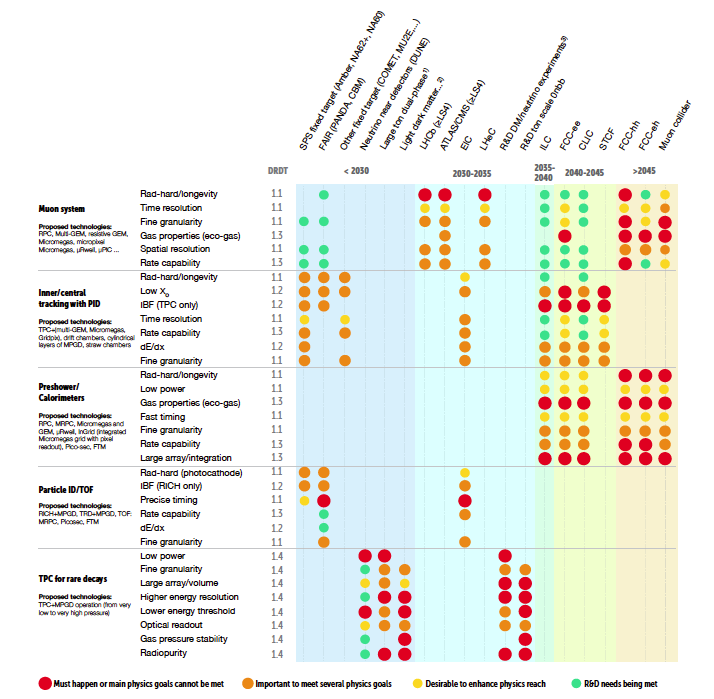 SPS fixed target (Amber, NA62+, NA60)
FAIR (PANDA, CBM)
Other fixed target (COMET, MU2E,...)
Neutrino near detectors (DUNE)
Large ton dual-phase¹⁾
Light dark matter...²⁾
LHCb (≥LS4)
ATLAS/CMS (≥LS4)
EIC
LHeC
R&D DM/neutrino experiments³⁾
R&D ton scale 0nbb
ILC
FCC-ee
CLIC
STCF
FCC-hh
FCC-eh
Muon collider
DRDT
< 2030
2030-2035
2035-
2040
2040-2045
>2045
Muon system
Proposed technologies:
RPC, Multi-GEM, resistive GEM,
Micromegas, micropixel
Micromegas, μRwell, μPIC ...
Rad-hard/longevity 1.1
Time resolution 1.1
Fine granularity 1.1
Gas properties (eco-gas) 1.3
Spatial resolution 1.1
Rate capability 1.3
Inner/central
tracking with PID
Proposed technologies:
TPC+(multi-GEM, Micromegas,
Gridpix), drift chambers, cylindrical
layers of MPGD, straw chambers
Rad-hard/longevity 1.1
Low X₀ 1.2
IBF (TPC only) 1.2
Time resolution 1.1
Rate capability 1.3
dE/dx 1.2
Fine granularity 1.1
Preshower/
Calorimeters
Proposed technologies:
RPC, MRPC, Micromegas and
GEM, μRwell, InGrid (integrated
Micromegas grid with pixel
readout), Pico-sec, FTM
Rad-hard/longevity 1.1
Low power 1.1
Gas properties (eco-gas) 1.3
Fast timing 1.1
Fine granularity 1.1
Rate capability 1.3
Large array/integration 1.3
Particle ID/TOF
Proposed technologies:
RICH+MPGD, TRD+MPGD, TOF:
MRPC, Picosec, FTM
Rad-hard (photocathode) 1.1
IBF (RICH only) 1.2
Precise timing 1.1
Rate capability 1.3
dE/dx 1.2
Fine granularity 1.1
TPC for rare decays
Proposed technologies:
TPC+MPGD operation (from very
low to very high pressure)
Low power 1.4
Fine granularity 1.4
Large array/volume 1.4
Higher energy resolution 1.4
Lower energy threshold 1.4
Optical readout 1.4
Gas pressure stability 1.4
Radiopurity 1.4
Must happen or main physics goals cannot be met
Important to meet several physics goals
Desirable to enhance physics reach
R&D needs being met